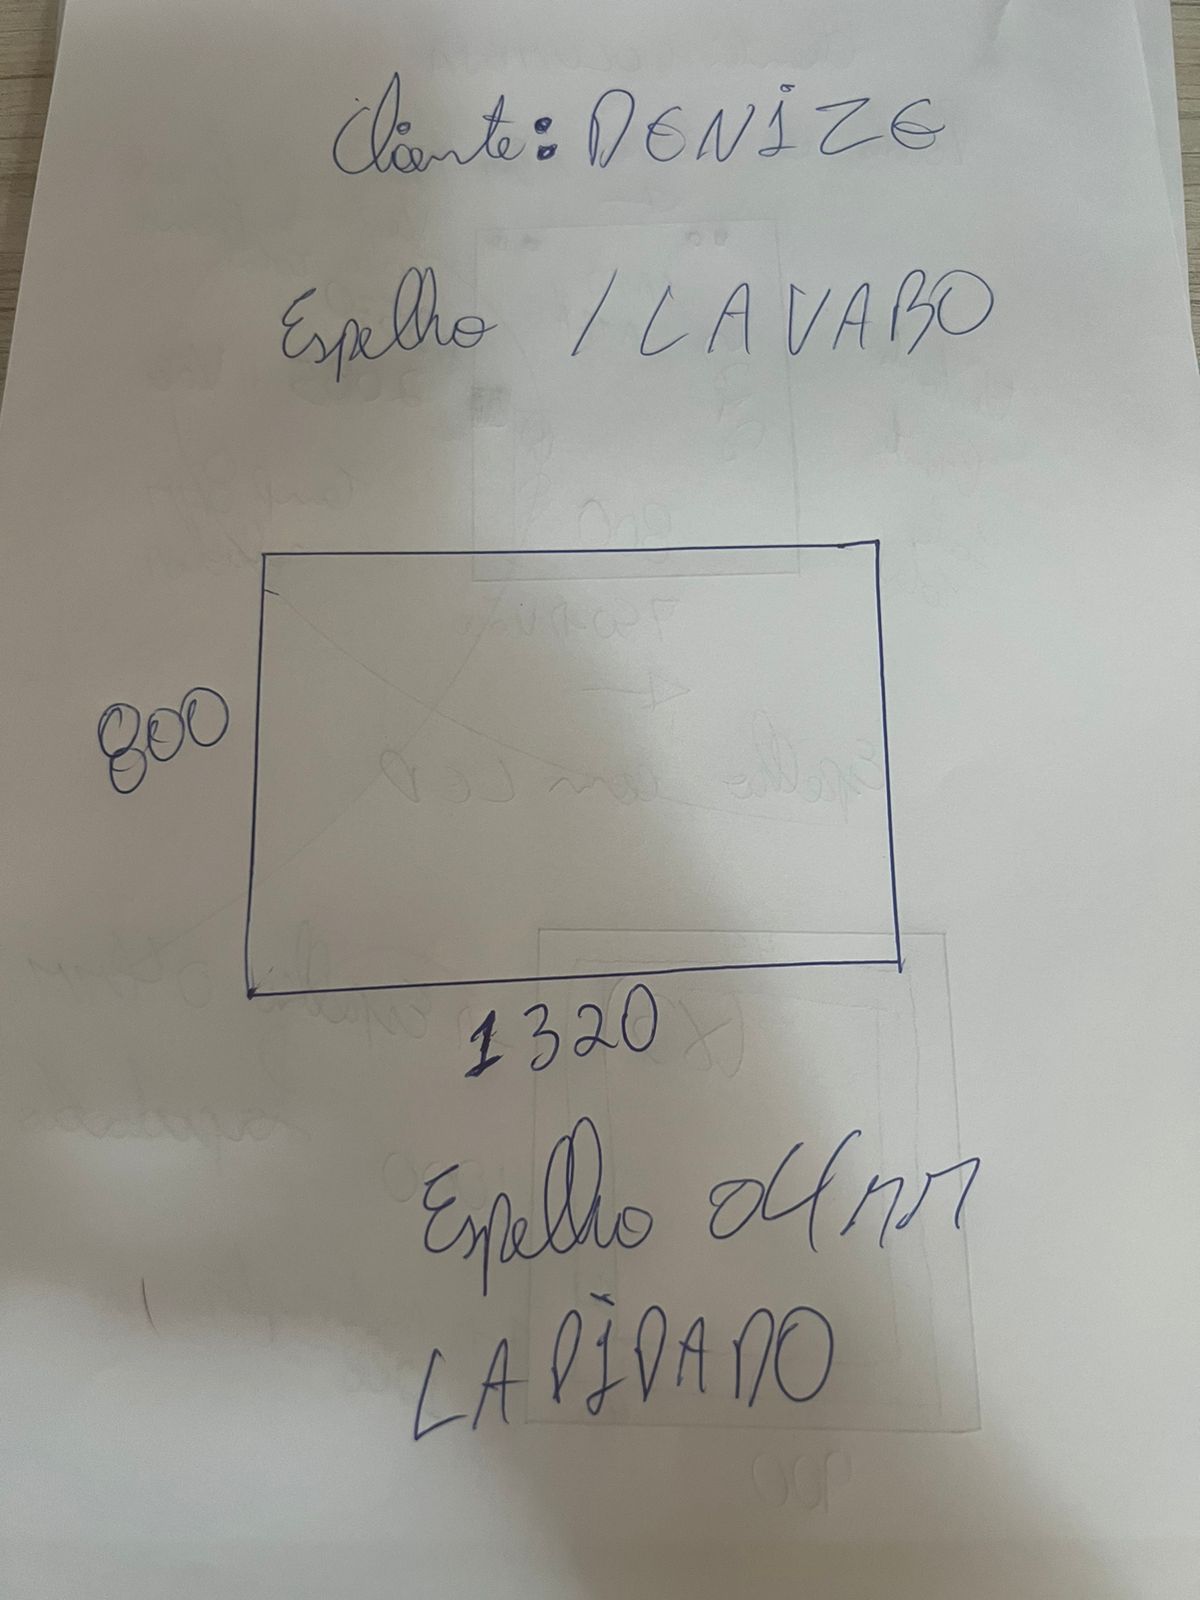 Cliente: DENIZE
Espelho / LAVABO
800
1320
Espelho 04mm
LAPIDADO